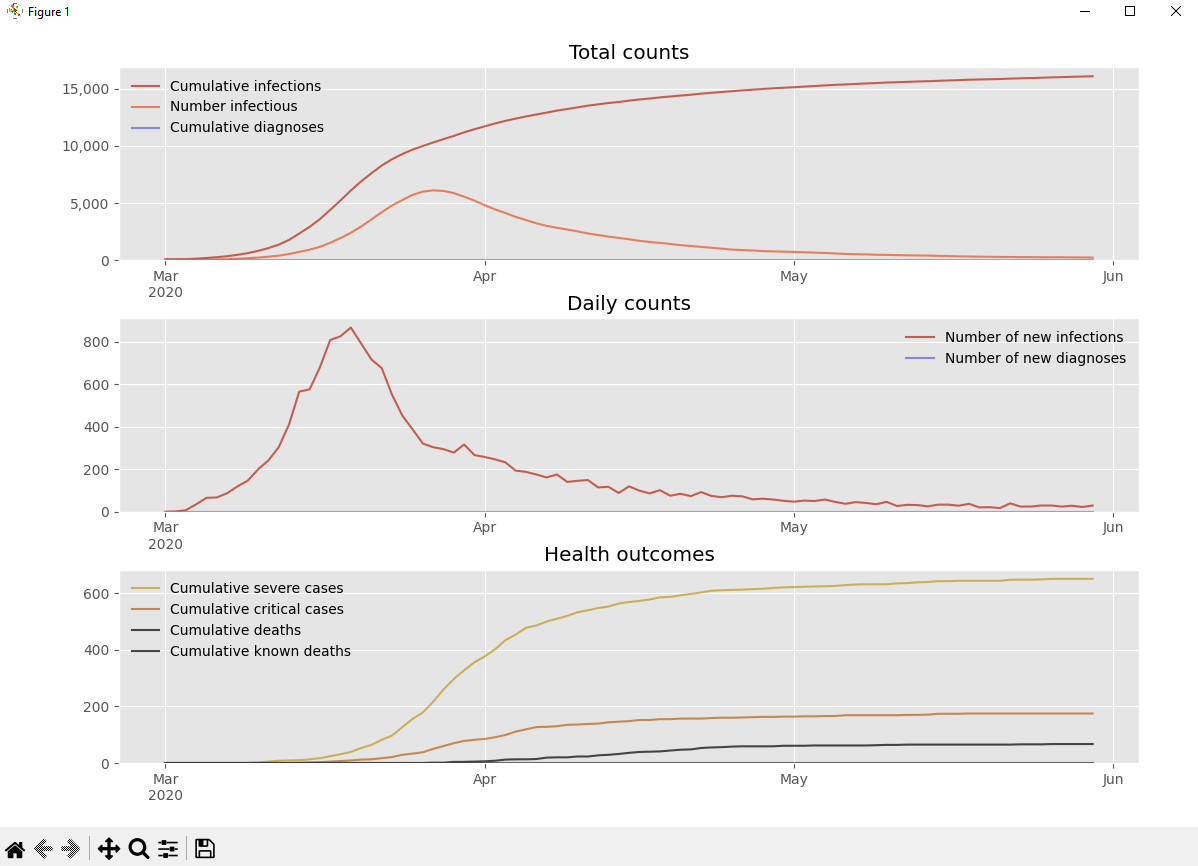 Figure 1
Total counts
Cumulative infections
Number infectious
Cumulative diagnoses
15,000
10,000
5,000
0
Mar Apr May Jun
2020
Daily counts
Number of new infections
Number of new diagnoses
800
600
400
200
0
Mar Apr May Jun
2020
Health outcomes
Cumulative severe cases
Cumulative critical cases
Cumulative deaths
Cumulative known deaths
600
400
200
0
Mar Apr May Jun
2020